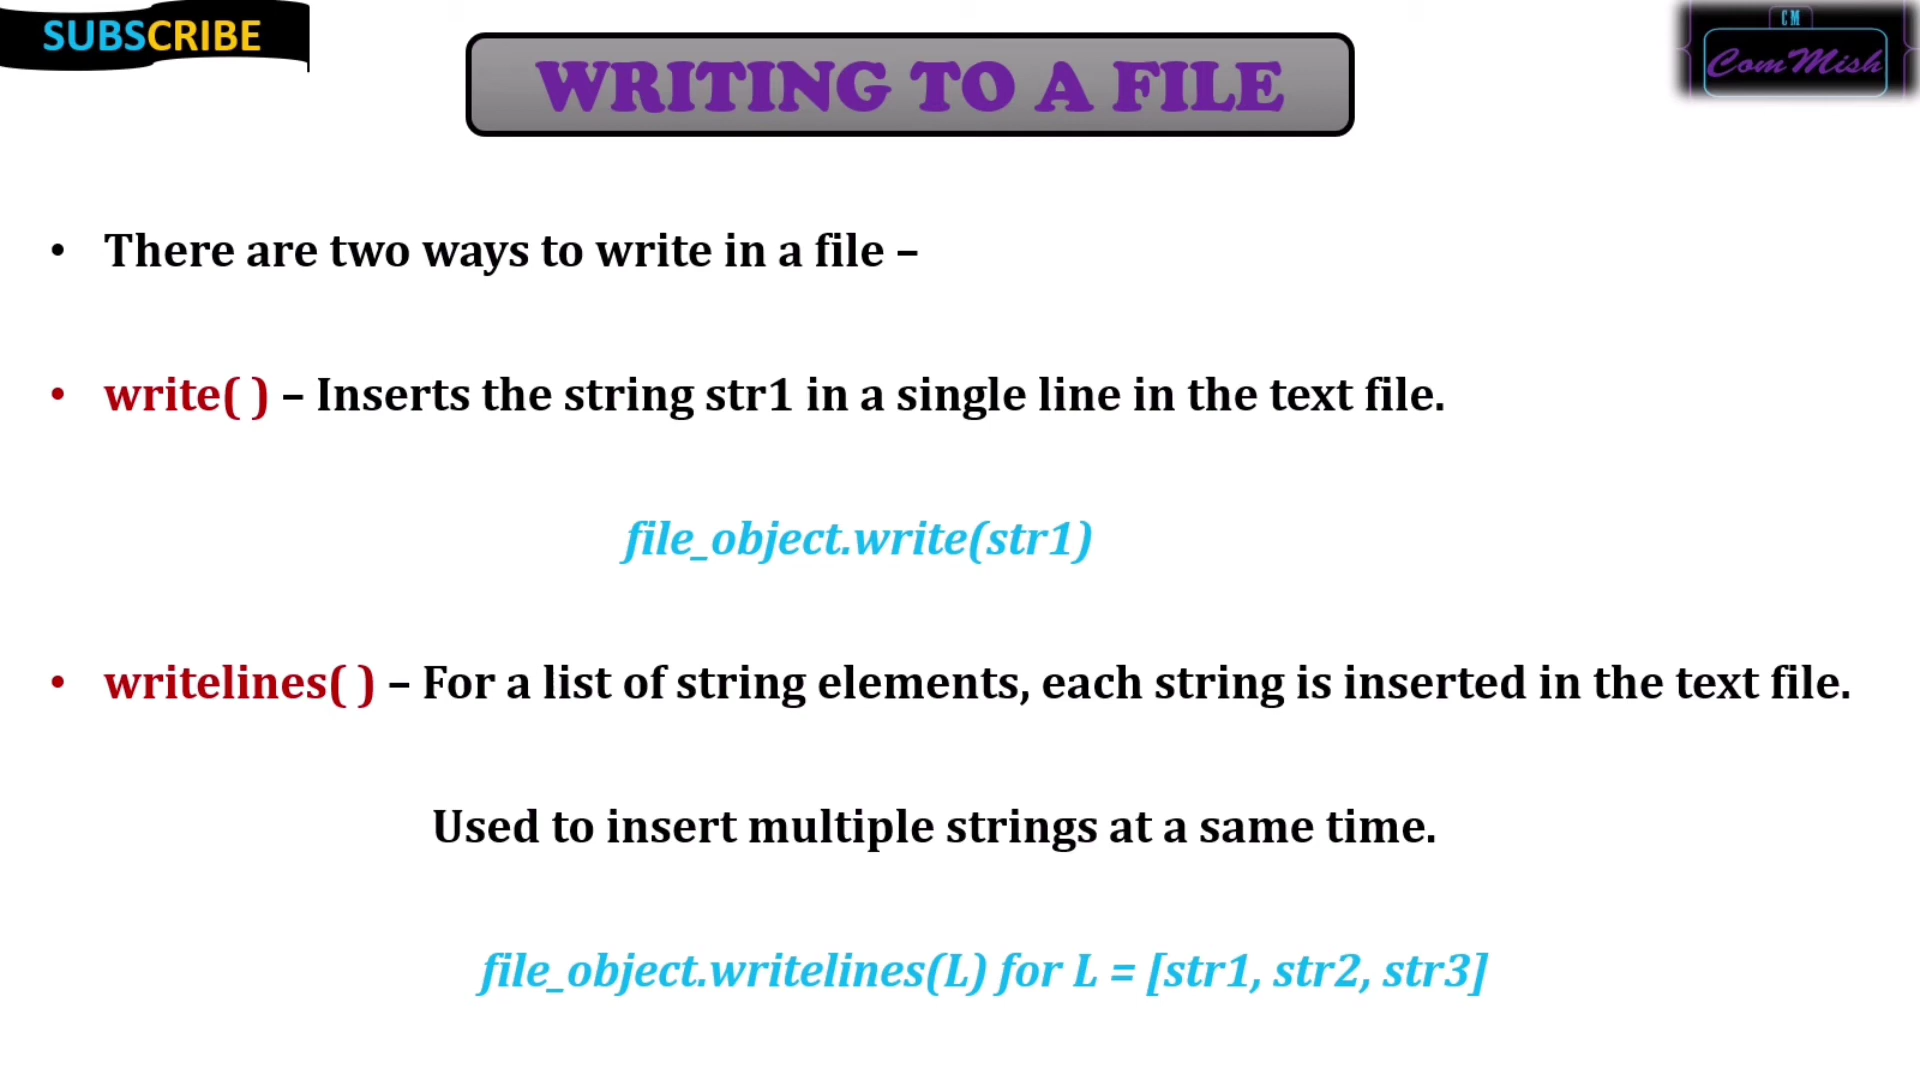 SUBSCRIBE
CM
ComMish
WRITING TO A FILE
• There are two ways to write in a file –
• write( ) – Inserts the string str1 in a single line in the text file.
file_object.write(str1)
• writelines( ) – For a list of string elements, each string is inserted in the text file.
Used to insert multiple strings at a same time.
file_object.writelines(L) for L = [str1, str2, str3]